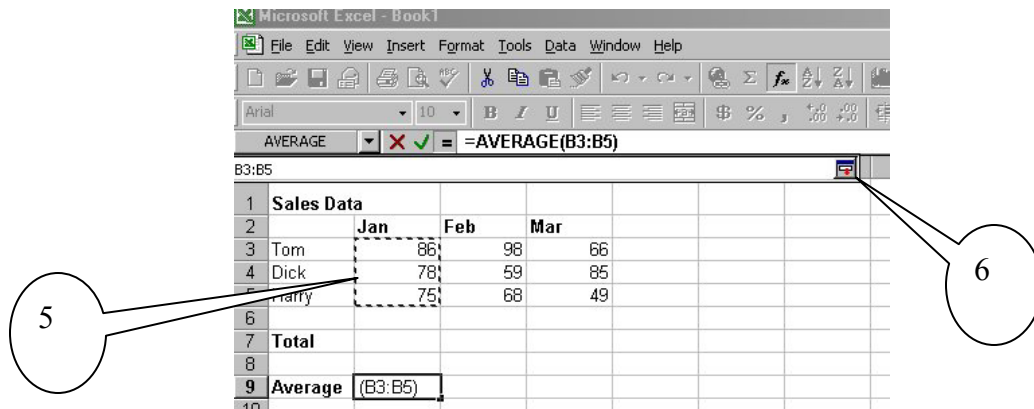 Microsoft Excel - Book1
File Edit View Insert Format Tools Data Window Help
Arial 10 B I U $ % ,
AVERAGE = =AVERAGE(B3:B5)
B3:B5
1 Sales Data
2 Jan Feb Mar
3 Tom 86 98 66
4 Dick 78 59 85
5 Harry 75 68 49
6
7 Total
8
9 Average (B3:B5)
10
5
6